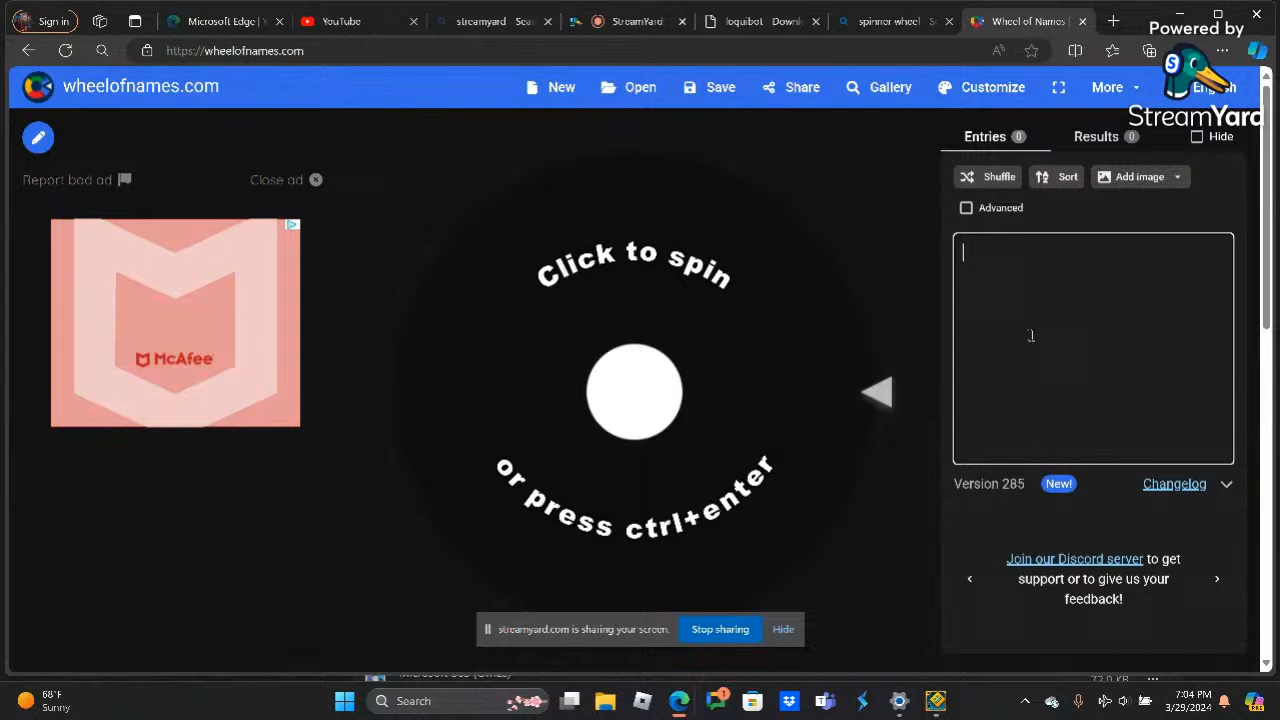 Sign in
Microsoft Edge | V
YouTube
streamyard Sea
StreamYard
loquibot Downl
spinner wheel S
Wheel of Names |
Powered by
StreamYard
https://wheelofnames.com
wheelofnames.com
New
Open
Save
Share
Gallery
Customize
More
English
Entries 0
Results 0
Hide
Report bad ad
Close ad
Shuffle
Sort
Add image
Advanced
McAfee
Click to spin
or press ctrl+enter
Version 285
New!
Changelog
Join our Discord server to get
support or to give us your
feedback!
streamyard.com is sharing your screen.
Stop sharing
Hide
68°F
Sunny
Search
7:04 PM
3/29/2024